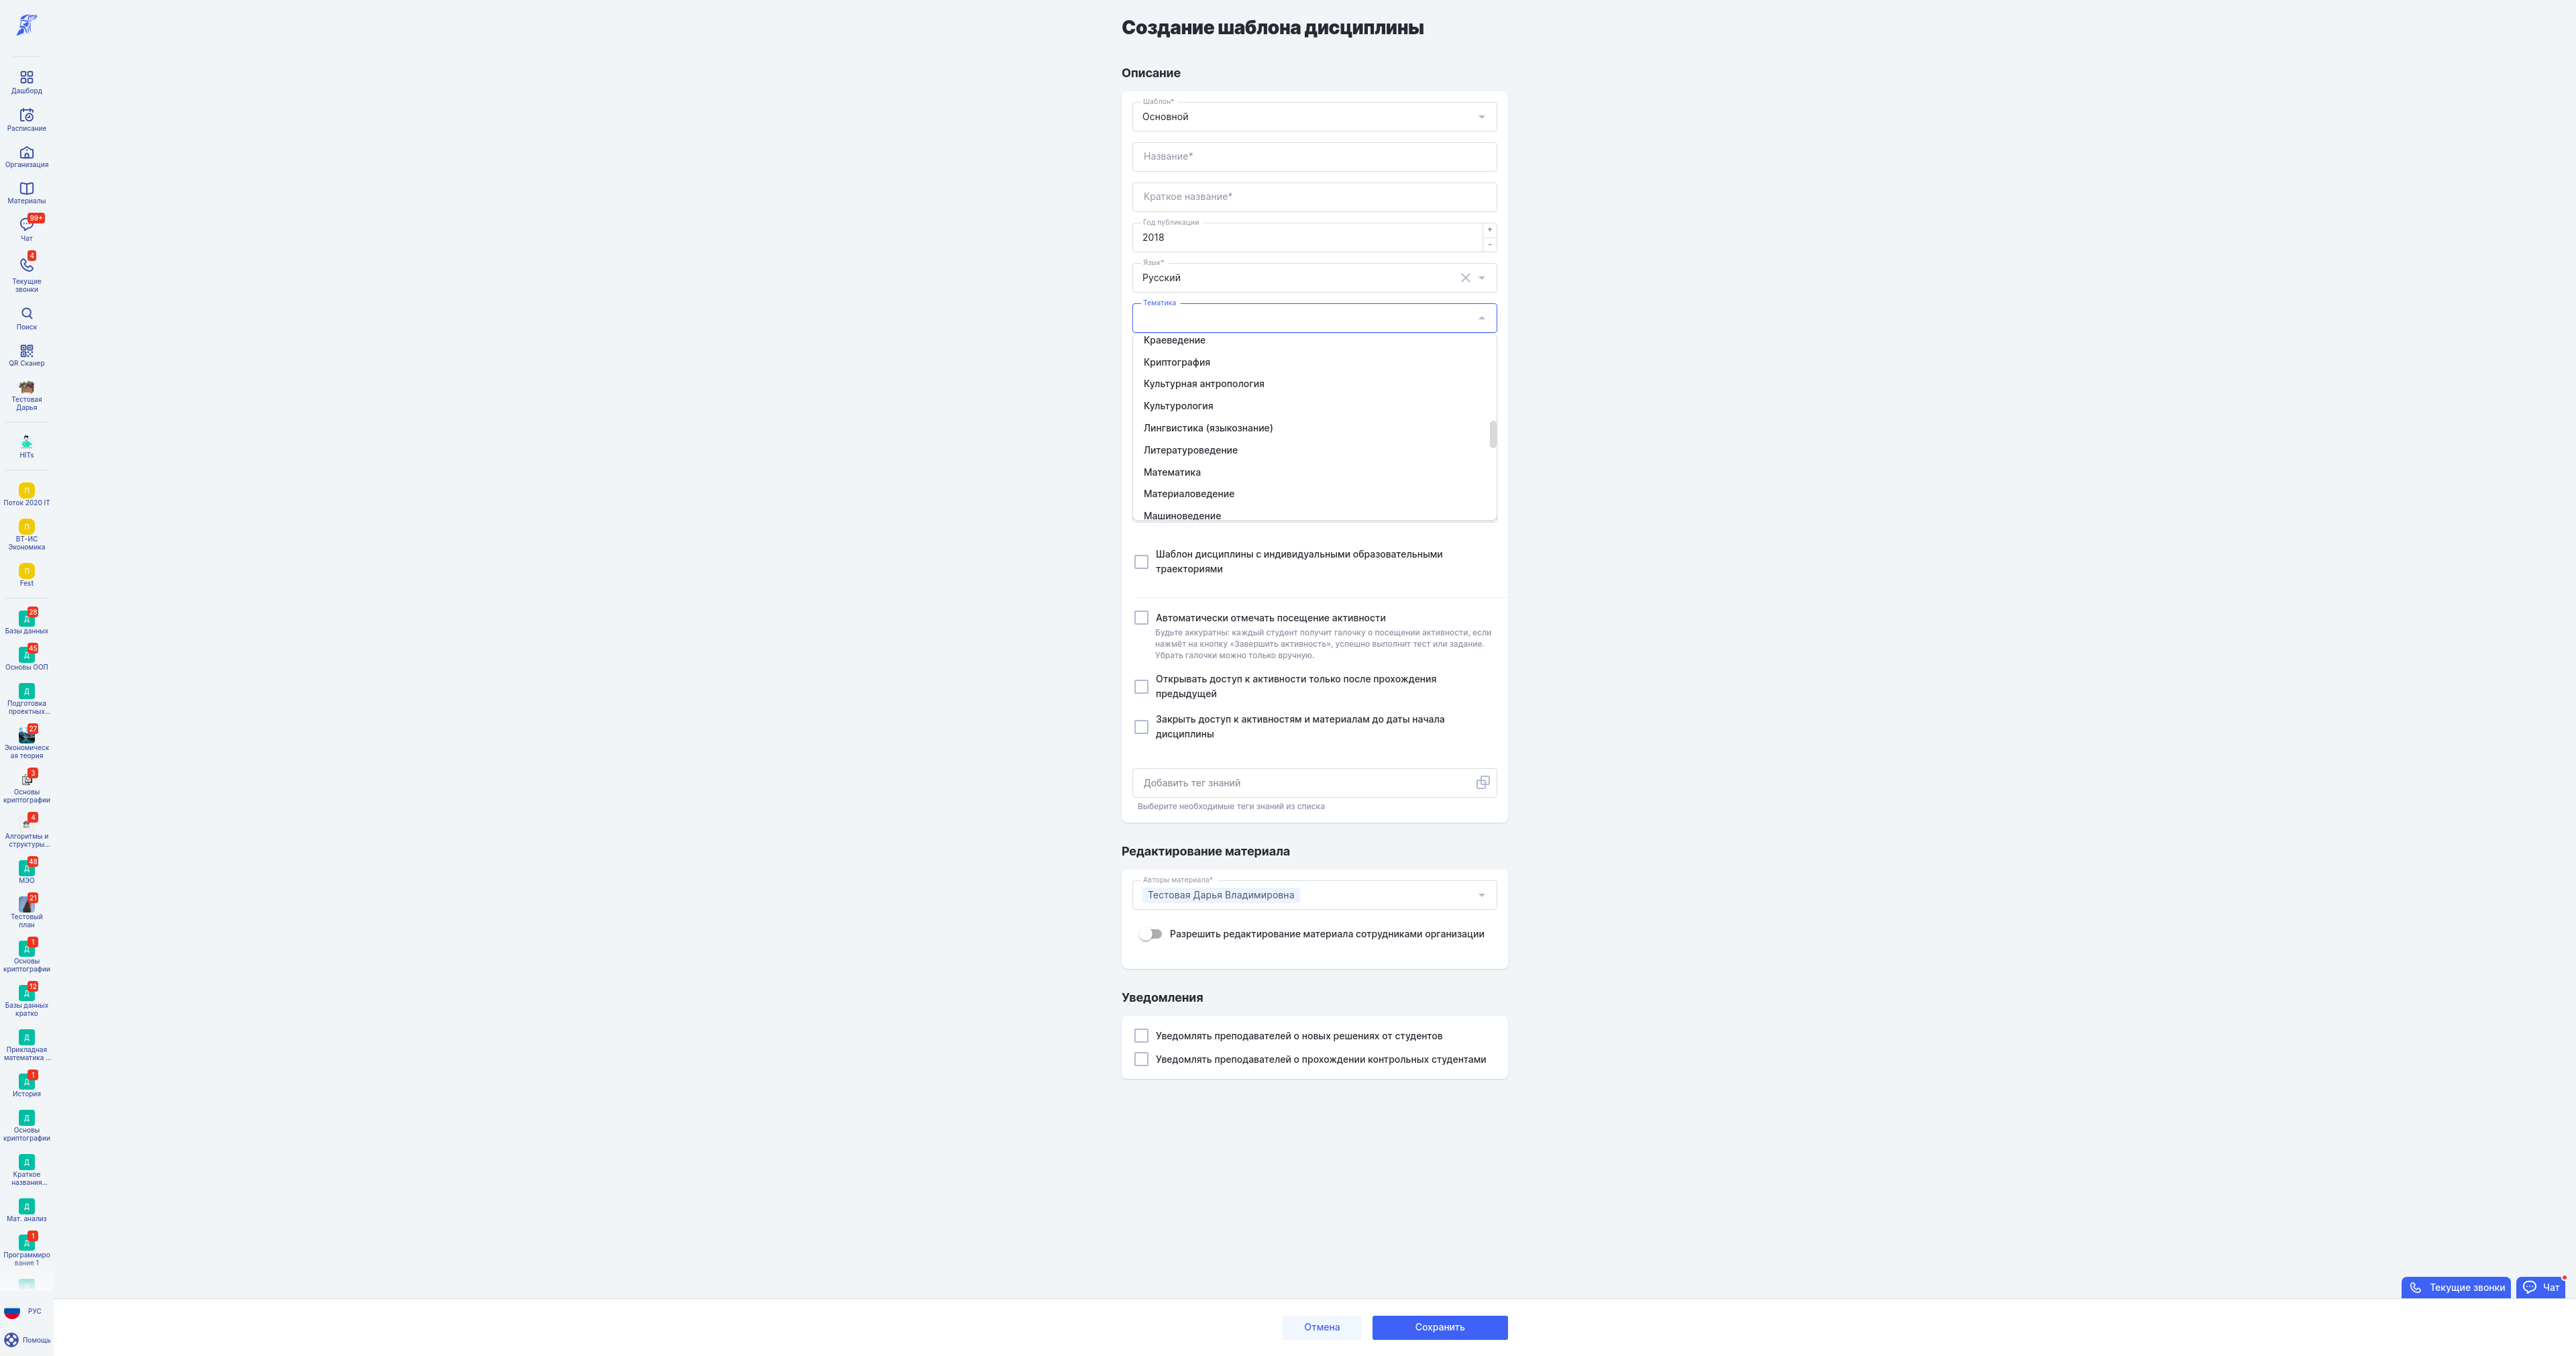 Дашборд
Расписание
Организация
Материалы
99+
Чат
4
Текущие
звонки
Поиск
QR Сканер
Тестовая
Дарья
HITs
П
Поток 2020 IT
П
ВТ-ИС
Экономика
П
Fest
28
Д
Базы данных
45
Д
Основы ООП
Д
Подготовка
проектных...
27
Экономическ
ая теория
3
Основы
криптографии
4
Алгоритмы и
структуры...
48
Д
МЭО
21
Тестовый
план
1
Д
Основы
криптографии
12
Д
Базы данных
кратко
Д
Прикладная
математика ...
1
Д
История
Д
Основы
криптографии
Д
Краткое
названия...
Д
Мат. анализ
1
Д
Программиро
вание 1
РУС
Помощь
Создание шаблона дисциплины
Описание
Шаблон*
Основной
Название*
Краткое название*
Год публикации
2018
+
-
Язык*
Русский
Тематика
Краеведение
Криптография
Культурная антропология
Культурология
Лингвистика (языкознание)
Литературоведение
Математика
Материаловедение
Машиноведение
Шаблон дисциплины с индивидуальными образовательными
траекториями
Автоматически отмечать посещение активности
Будьте аккуратны: каждый студент получит галочку о посещении активности, если
нажмёт на кнопку «Завершить активность», успешно выполнит тест или задание.
Убрать галочки можно только вручную.
Открывать доступ к активности только после прохождения
предыдущей
Закрыть доступ к активностям и материалам до даты начала
дисциплины
Добавить тег знаний
Выберите необходимые теги знаний из списка
Редактирование материала
Авторы материала*
Тестовая Дарья Владимировна
Разрешить редактирование материала сотрудниками организации
Уведомления
Уведомлять преподавателей о новых решениях от студентов
Уведомлять преподавателей о прохождении контрольных студентами
Текущие звонки
Чат
Отмена
Сохранить